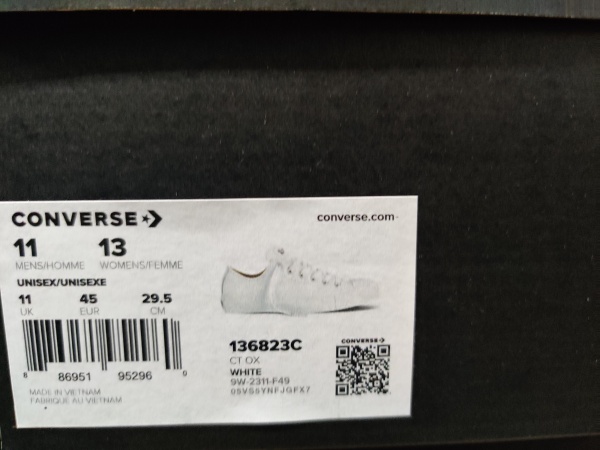 CONVERSE
converse.com
11 13
MENS/HOMME WOMENS/FEMME
UNISEX/UNISEXE
11 45 29.5
UK EUR CM
8 86951 95296 0
136823C
CT OX
WHITE
9W-2311-F49
MADE IN VIETNAM
FABRIQUE AU VIETNAM
CONVERSE